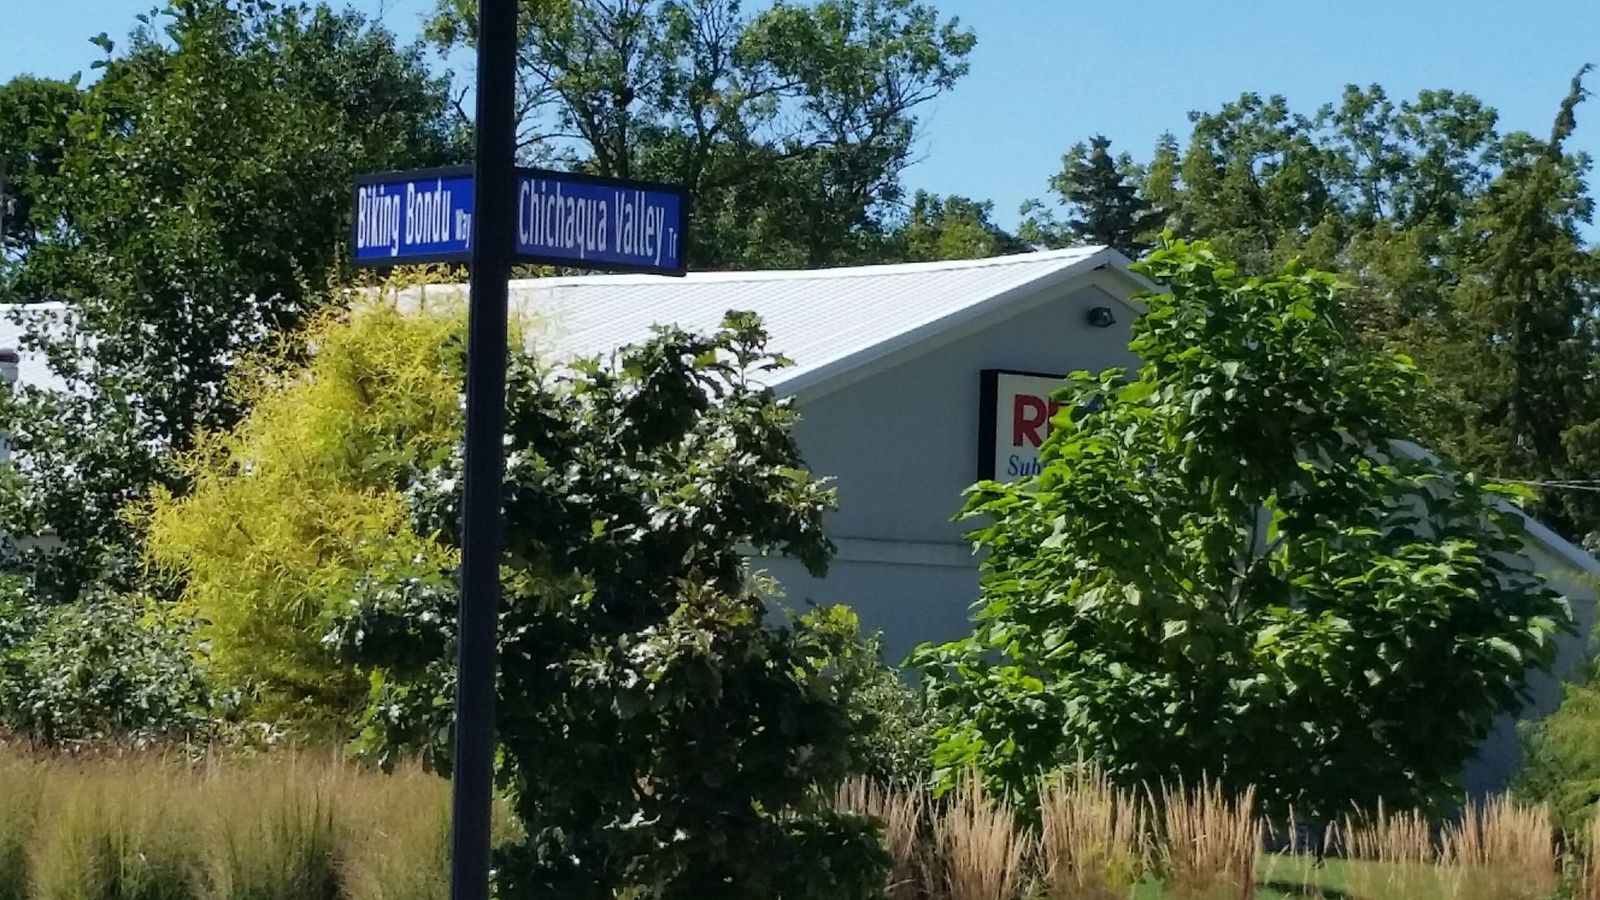 Biking Bondu Way
Chichaqua Valley Tr